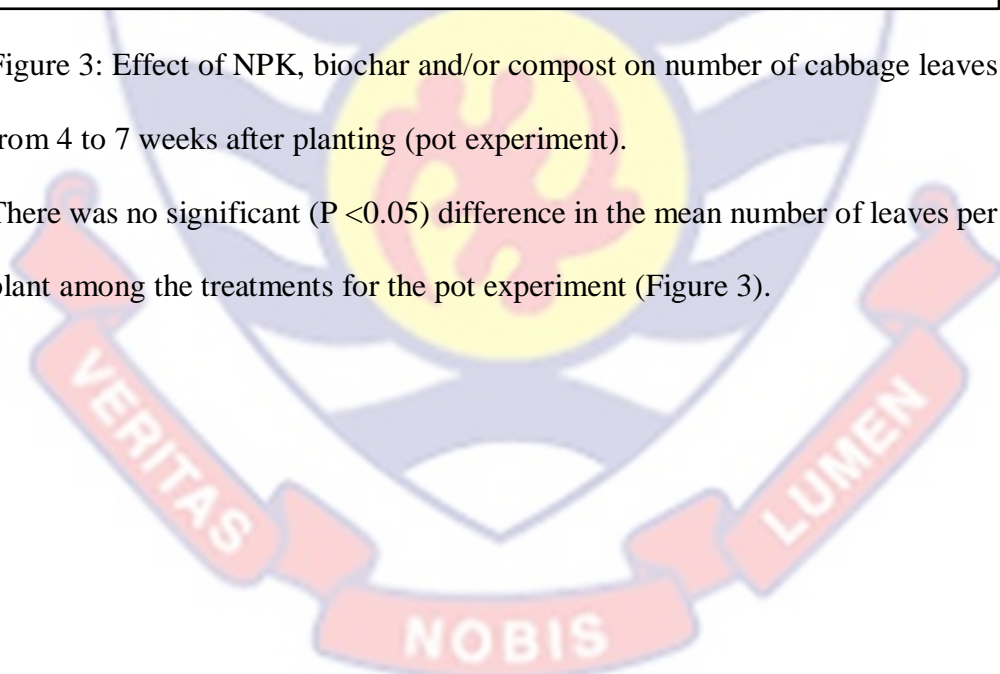 igure 3: Effect of NPK, biochar and/or compost on number of cabbage leaves
rom 4 to 7 weeks after planting (pot experiment).
There was no significant (P <0.05) difference in the mean number of leaves per
plant among the treatments for the pot experiment (Figure 3).
VERITAS
NOBIS
LUMEN